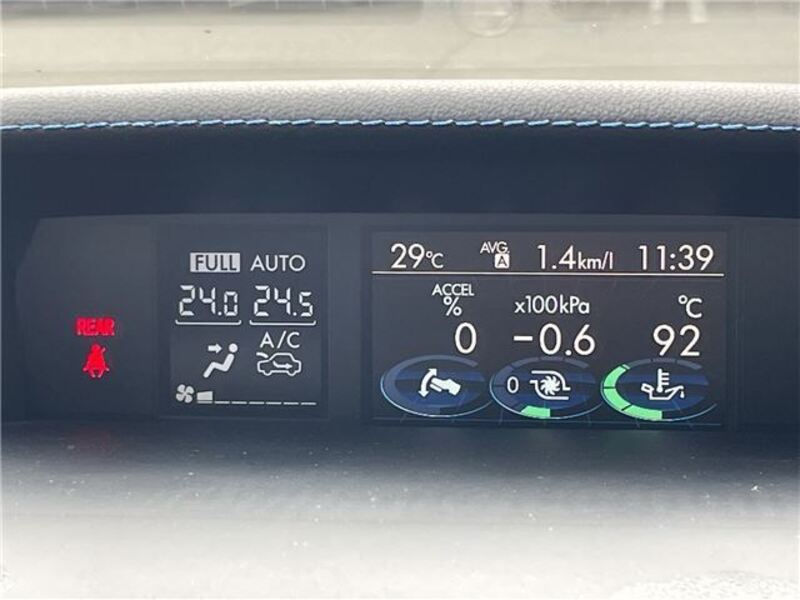 REAR
FULL AUTO
24.0 24.5
A/C
29°C AVG. A 1.4km/l 11:39
ACCEL
% x100kPa °C
0 -0.6 92
0